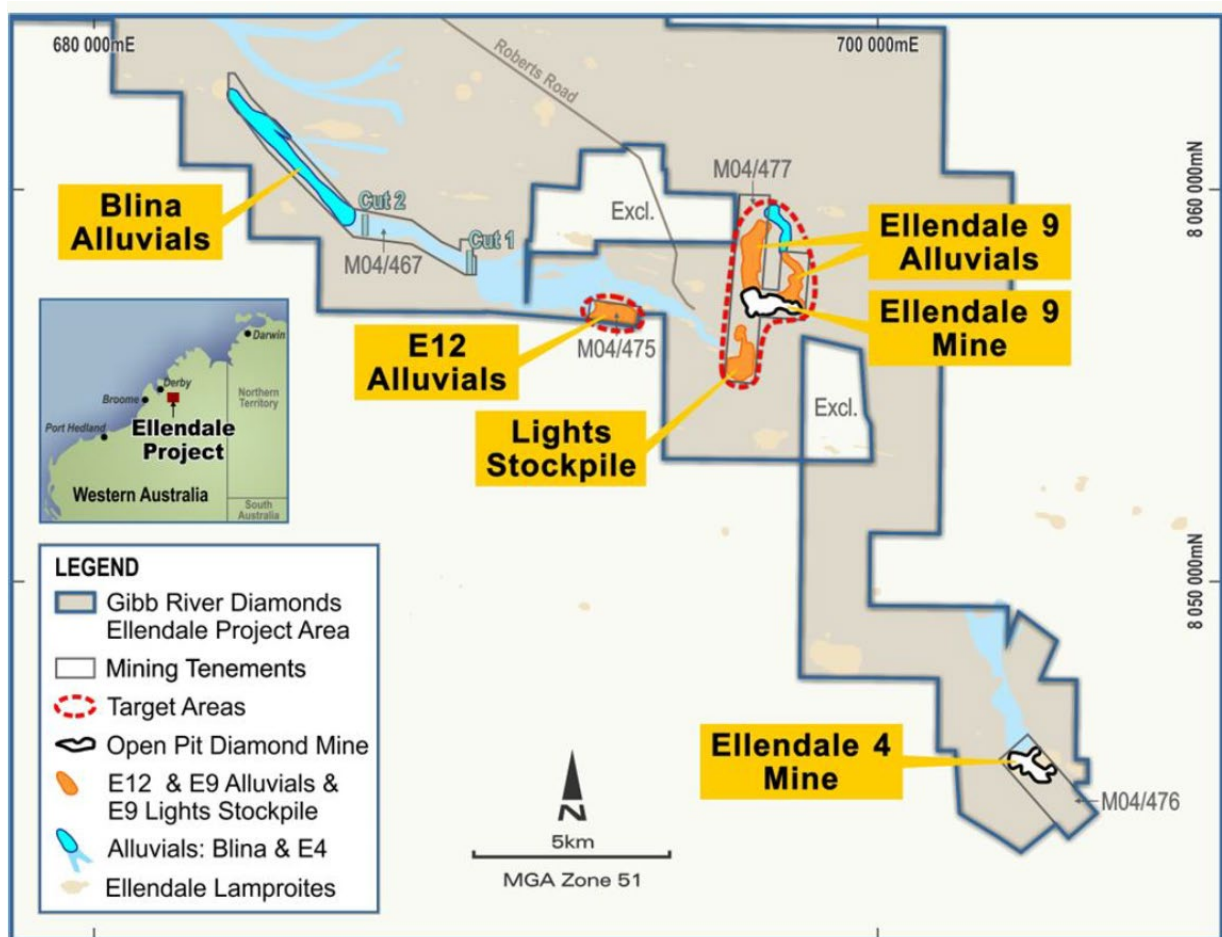 680 000mE
700 000mE
Roberts Road
M04/477
8 060 000mN
Blina
Alluvials
Cut 2
Cut 1
M04/467
Excl.
Ellendale 9
Alluvials
Ellendale 9
Mine
E12
Alluvials
M04/475
Lights
Stockpile
Excl.
Darwin
Derby
Broome
Northern
Territory
Port Hedland
Ellendale
Project
Western Australia
South
Australia
8 050 000mN
LEGEND
Gibb River Diamonds
Ellendale Project Area
Mining Tenements
Target Areas
Open Pit Diamond Mine
E12 & E9 Alluvials &
E9 Lights Stockpile
Alluvials: Blina & E4
Ellendale Lamproites
N
5km
MGA Zone 51
Ellendale 4
Mine
M04/476